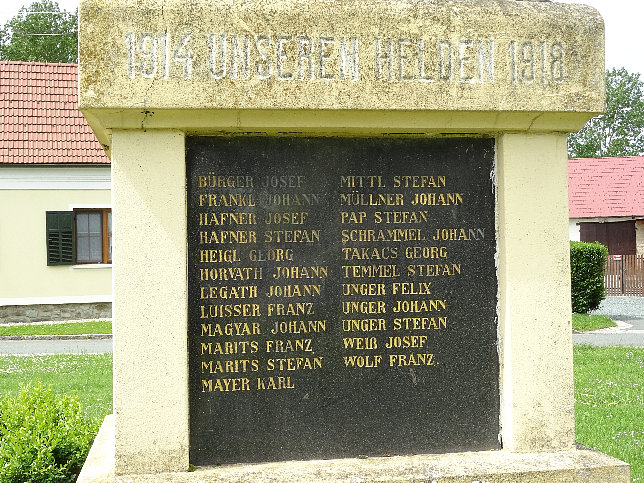 1914 UNSEREM HELDEN 1918
BÜRGER JOSEF
FRANKL JOHANN
HAFNER JOSEF
HAFNER STEFAN
HEIGL GEORG
HORVATH JOHANN
LEGATH JOHANN
LUISSER FRANZ
MAGYAR JOHANN
MARITS FRANZ
MARITS STEFAN
MAYER KARL
MITTL STEFAN
MÜLLNER JOHANN
PAP STEFAN
SCHRAMMEL JOHANN
TAKACS GEORG
TEMMEL STEFAN
UNGER FELIX
UNGER JOHANN
UNGER STEFAN
WEIß JOSEF
WOLF FRANZ.